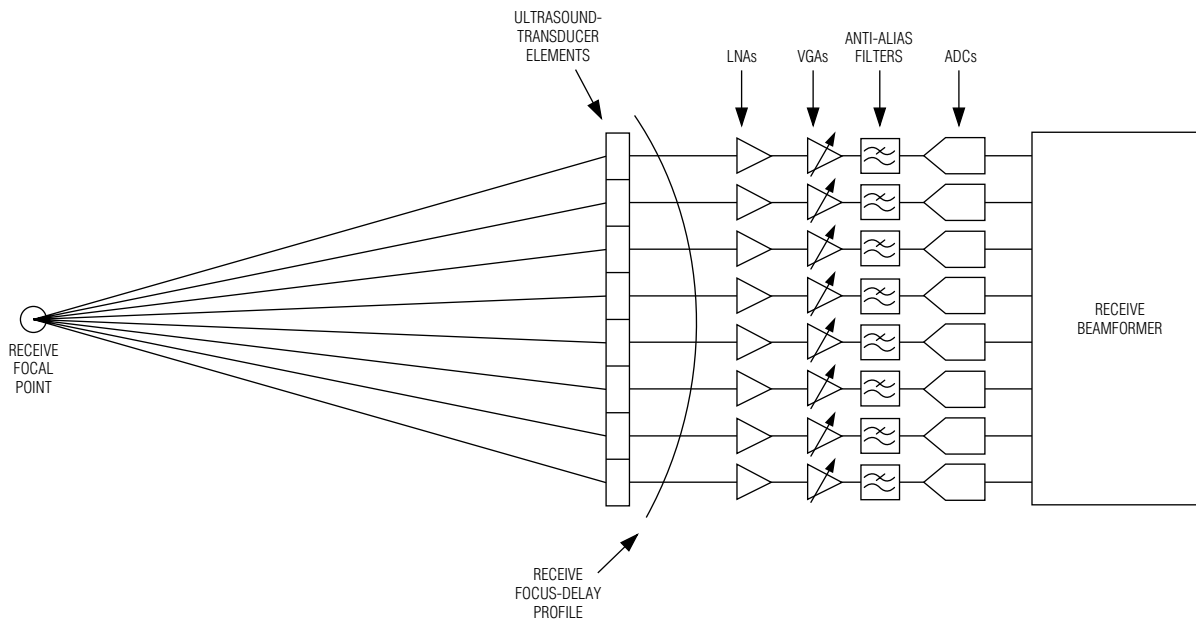 ULTRASOUND-
TRANSDUCER
ELEMENTS
LNAs
VGAs
ANTI-ALIAS
FILTERS
ADCs
RECEIVE
FOCAL
POINT
RECEIVE
BEAMFORMER
RECEIVE
FOCUS-DELAY
PROFILE